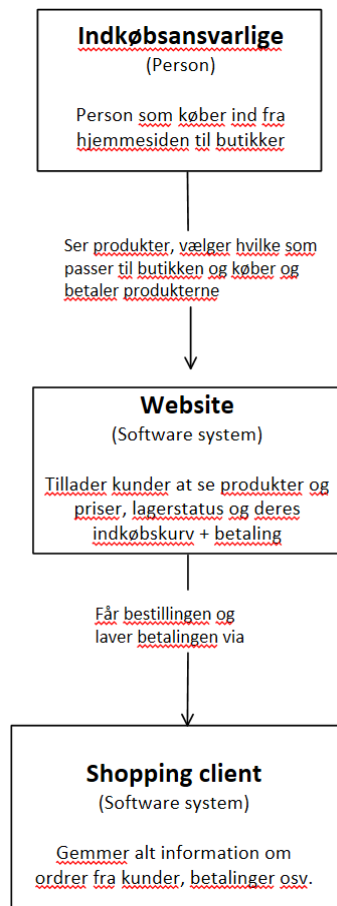 Indkøbsansvarlige
(Person)
Person som køber ind fra
hjemmesiden til butikker
Ser produkter, vælger hvilke som
passer til butikken og køber og
betaler produkterne
Website
(Software system)
Tillader kunder at se produkter og
priser, lagerstatus og deres
indkøbskurv + betaling
Får bestillingen og
laver betalingen via
Shopping client
(Software system)
Gemmer alt information om
ordrer fra kunder, betalinger osv.